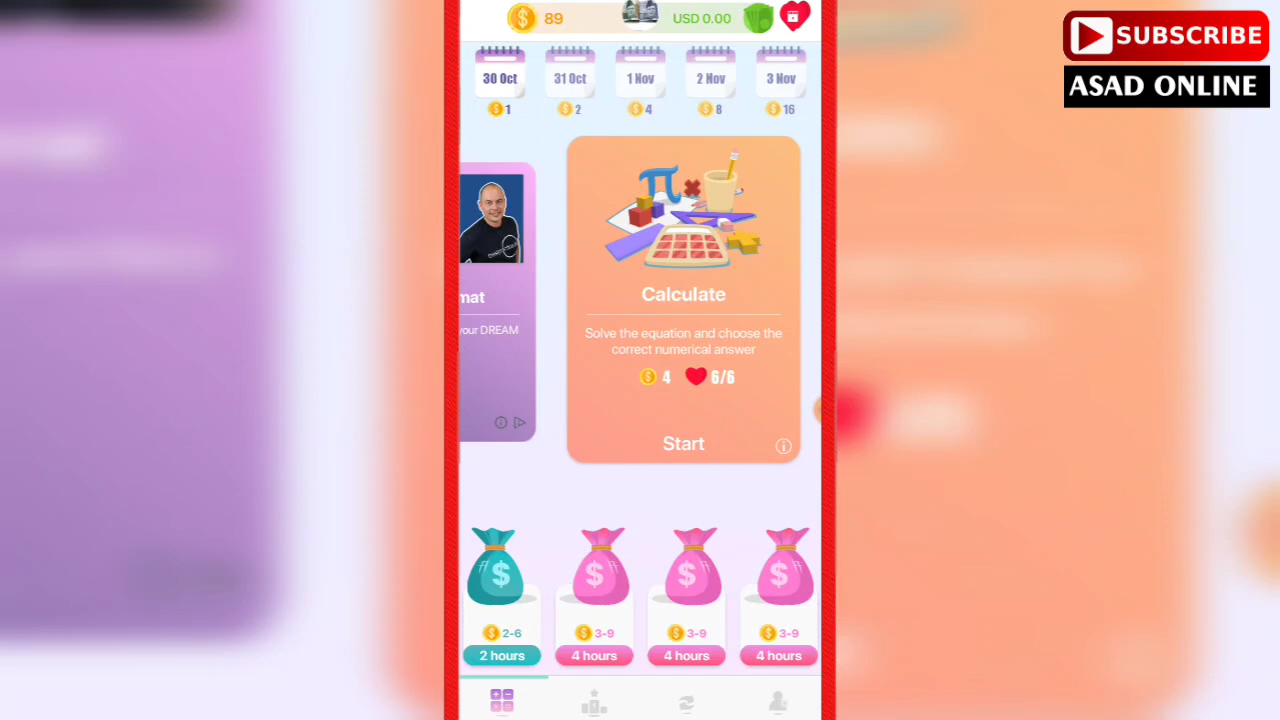 89
USD 0.00
SUBSCRIBE
ASAD ONLINE
30 Oct
31 Oct
1 Nov
2 Nov
3 Nov
1
2
4
8
16
mat
your DREAM
Calculate
Solve the equation and choose the
correct numerical answer
4
6/6
Start
$
$
$
$
2-6
3-9
3-9
3-9
2 hours
4 hours
4 hours
4 hours